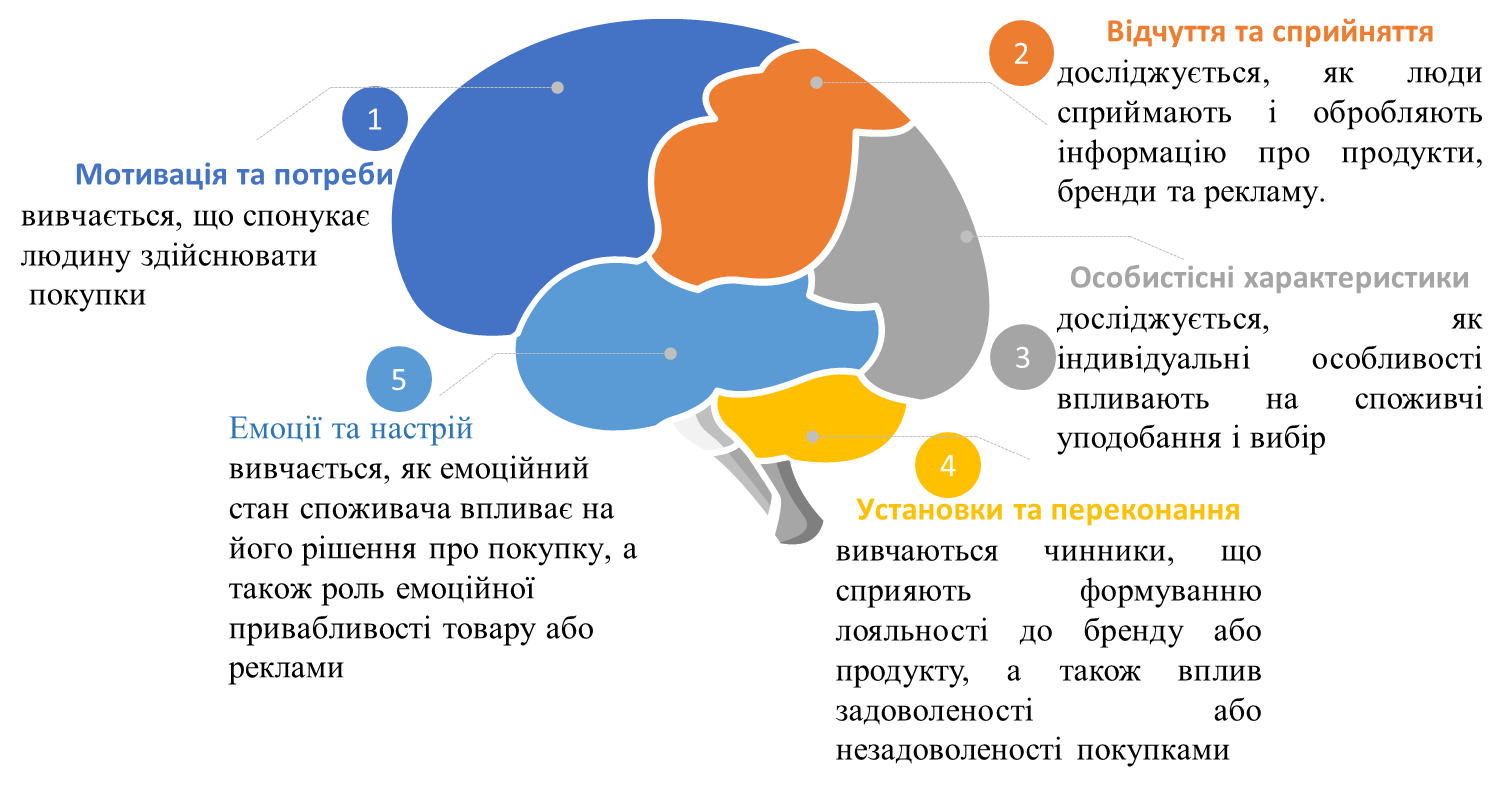 1
Мотивація та потреби
вивчається, що спонукає
людину здійснювати
покупки
2
Відчуття та сприйняття
досліджується, як люди
сприймають і обробляють
інформацію про продукти,
бренди та рекламу.
3
Особистісні характеристики
досліджується, як
індивідуальні особливості
впливають на споживчі
уподобання і вибір
4
Установки та переконання
вивчаються чинники, що
сприяють формуванню
лояльності до бренду або
продукту, а також вплив
задоволеності або
незадоволеності покупками
5
Емоції та настрій
вивчається, як емоційний
стан споживача впливає на
його рішення про покупку, а
також роль емоційної
привабливості товару або
реклами